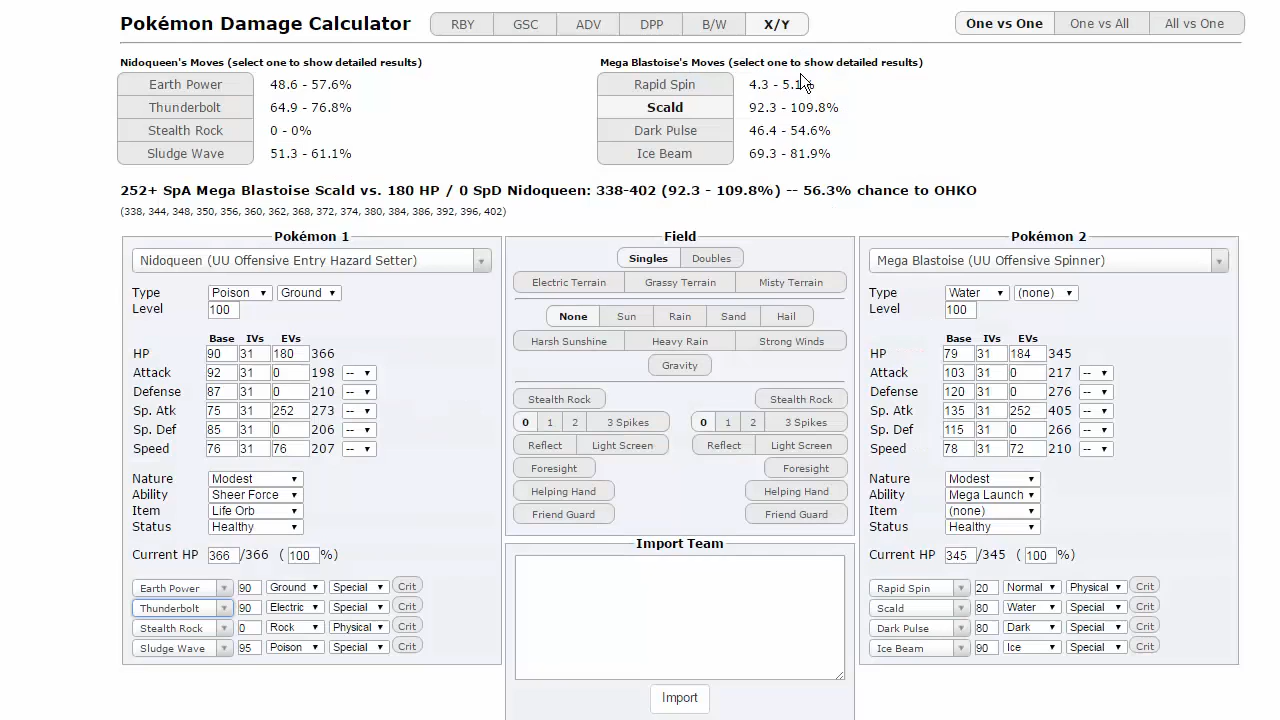 Pokémon Damage Calculator RBY GSC ADV DPP B/W X/Y One vs One One vs All All vs One
Nidoqueen's Moves (select one to show detailed results) Mega Blastoise's Moves (select one to show detailed results)
Earth Power 48.6 - 57.6% Rapid Spin 4.3 - 5.1%
Thunderbolt 64.9 - 76.8% Scald 92.3 - 109.8%
Stealth Rock 0 - 0% Dark Pulse 46.4 - 54.6%
Sludge Wave 51.3 - 61.1% Ice Beam 69.3 - 81.9%
252+ SpA Mega Blastoise Scald vs. 180 HP / 0 SpD Nidoqueen: 338-402 (92.3 - 109.8%) -- 56.3% chance to OHKO
(338, 344, 348, 350, 356, 360, 362, 368, 372, 374, 380, 384, 386, 392, 396, 402)
Pokémon 1
Nidoqueen (UU Offensive Entry Hazard Setter)
Type Poison Ground
Level 100
Base IVs EVs
HP 90 31 180 366
Attack 92 31 0 198 --
Defense 87 31 0 210 --
Sp. Atk 75 31 252 273 --
Sp. Def 85 31 0 206 --
Speed 76 31 76 207 --
Nature Modest
Ability Sheer Force
Item Life Orb
Status Healthy
Current HP 366 /366 ( 100 %)
Earth Power 90 Ground Special Crit
Thunderbolt 90 Electric Special Crit
Stealth Rock 0 Rock Physical Crit
Sludge Wave 95 Poison Special Crit
Field
Singles Doubles
Electric Terrain Grassy Terrain Misty Terrain
None Sun Rain Sand Hail
Harsh Sunshine Heavy Rain Strong Winds
Gravity
Stealth Rock Stealth Rock
0 1 2 3 Spikes 0 1 2 3 Spikes
Reflect Light Screen Reflect Light Screen
Foresight Foresight
Helping Hand Helping Hand
Friend Guard Friend Guard
Import Team
Import
Pokémon 2
Mega Blastoise (UU Offensive Spinner)
Type Water (none)
Level 100
Base IVs EVs
HP 79 31 184 345
Attack 103 31 0 217 --
Defense 120 31 0 276 --
Sp. Atk 135 31 252 405 --
Sp. Def 115 31 0 266 --
Speed 78 31 72 210 --
Nature Modest
Ability Mega Launch
Item (none)
Status Healthy
Current HP 345 /345 ( 100 %)
Rapid Spin 20 Normal Physical Crit
Scald 80 Water Special Crit
Dark Pulse 80 Dark Special Crit
Ice Beam 90 Ice Special Crit